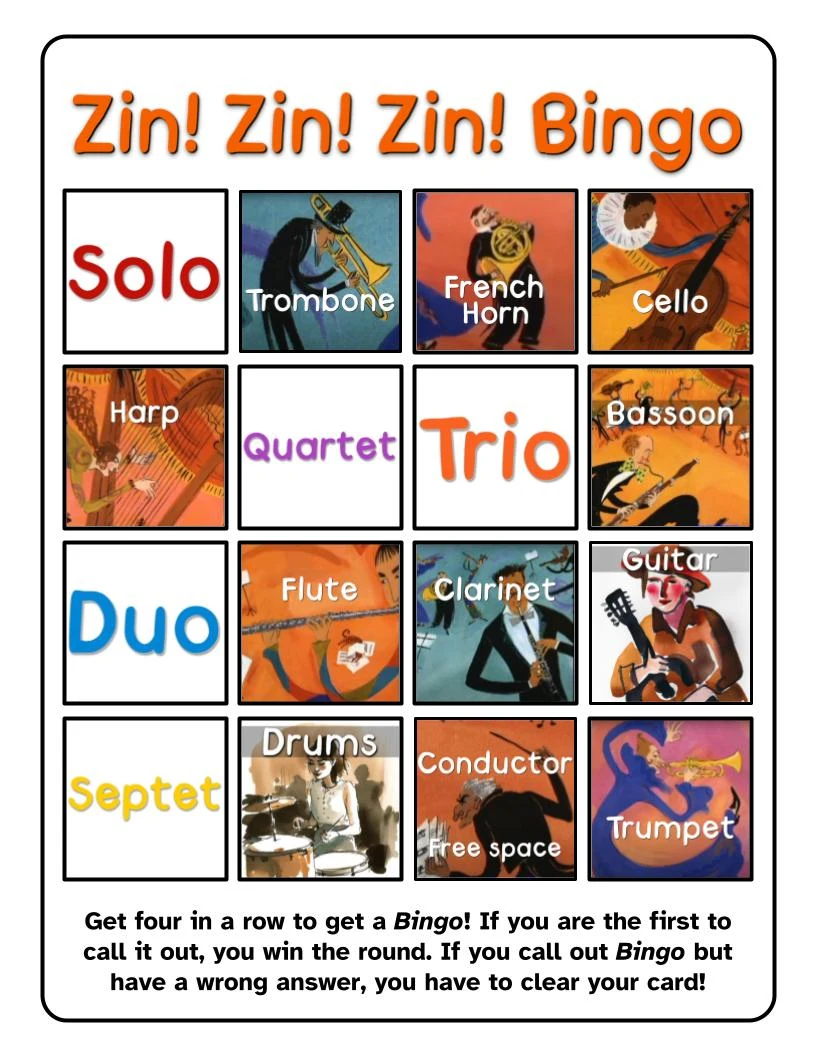 Zin! Zin! Zin! Bingo
Solo
Trombone
French
Horn
Cello
Harp
Quartet
Trio
Bassoon
Duo
Flute
Clarinet
Guitar
Septet
Drums
Conductor
Free space
Trumpet
Get four in a row to get a Bingo! If you are the first to
call it out, you win the round. If you call out Bingo but
have a wrong answer, you have to clear your card!